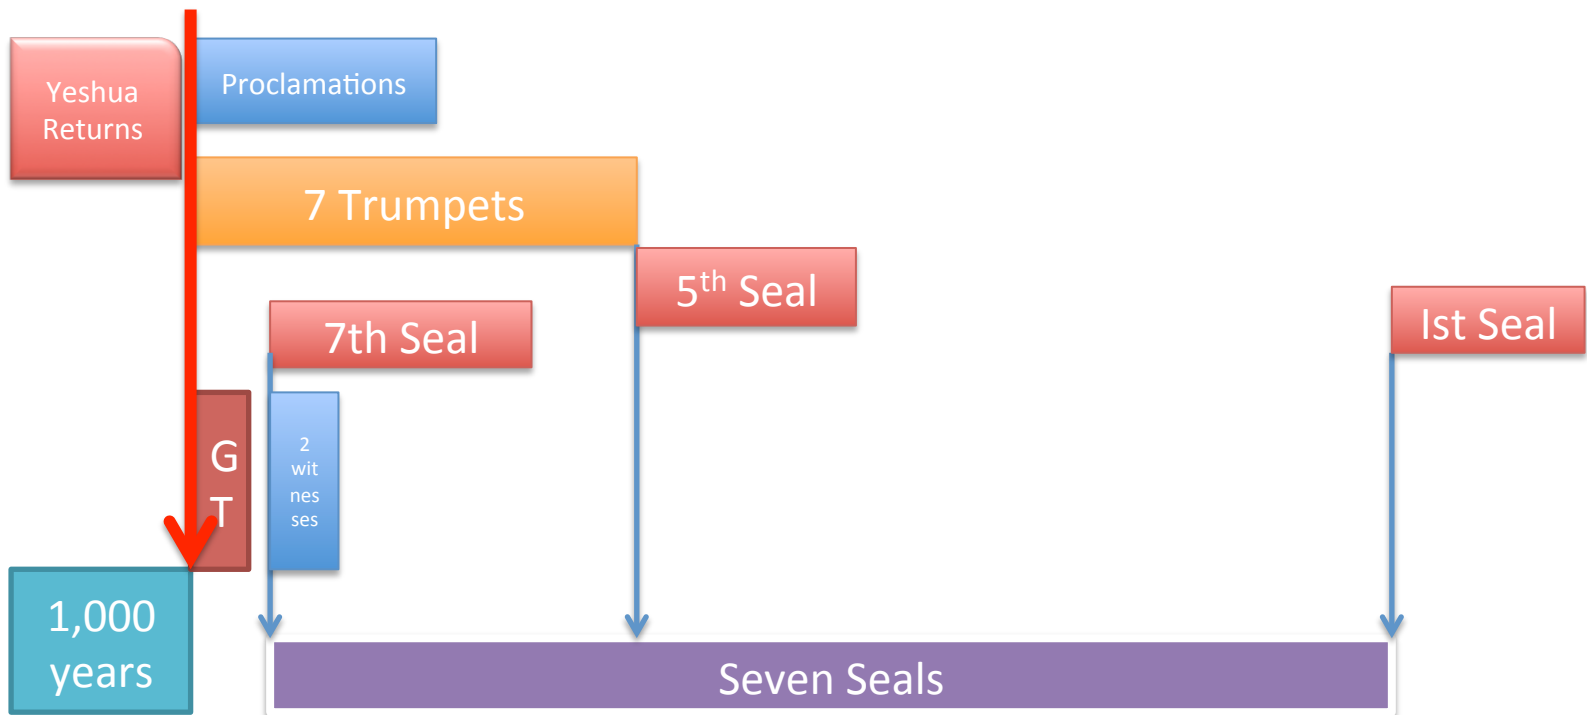 Yeshua
Returns
Proclamations
7 Trumpets
5th Seal
7th Seal
Ist Seal
G
T
2
wit
nes
ses
1,000
years
Seven Seals